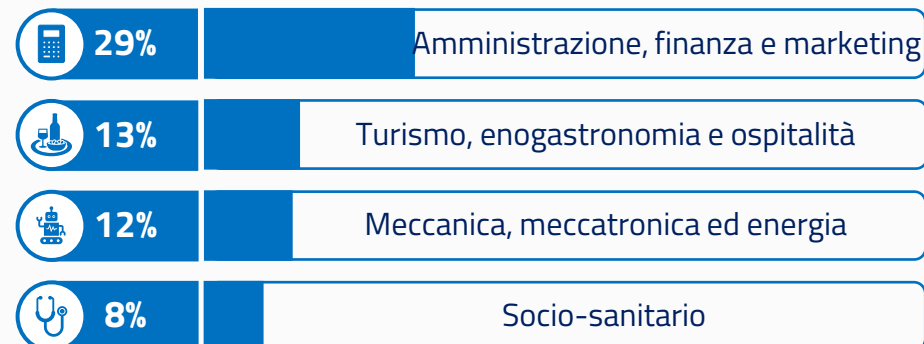 29% Amministrazione, finanza e marketing
13% Turismo, enogastronomia e ospitalità
12% Meccanica, meccatronica ed energia
8% Socio-sanitario